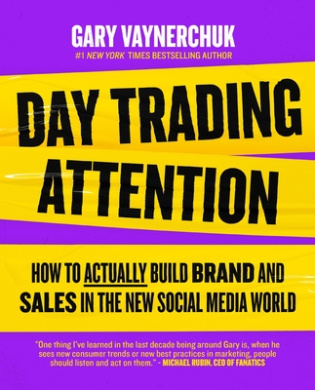 GARY VAYNERCHUK
#1 NEW YORK TIMES BESTSELLING AUTHOR
DAY TRADING
ATTENTION
HOW TO ACTUALLY BUILD BRAND AND
SALES IN THE NEW SOCIAL MEDIA WORLD
"One thing I've learned in the last decade being around Gary is, when he
sees new consumer trends or new best practices in marketing, people
should listen and act on them." - MICHAEL RUBIN, CEO OF FANATICS